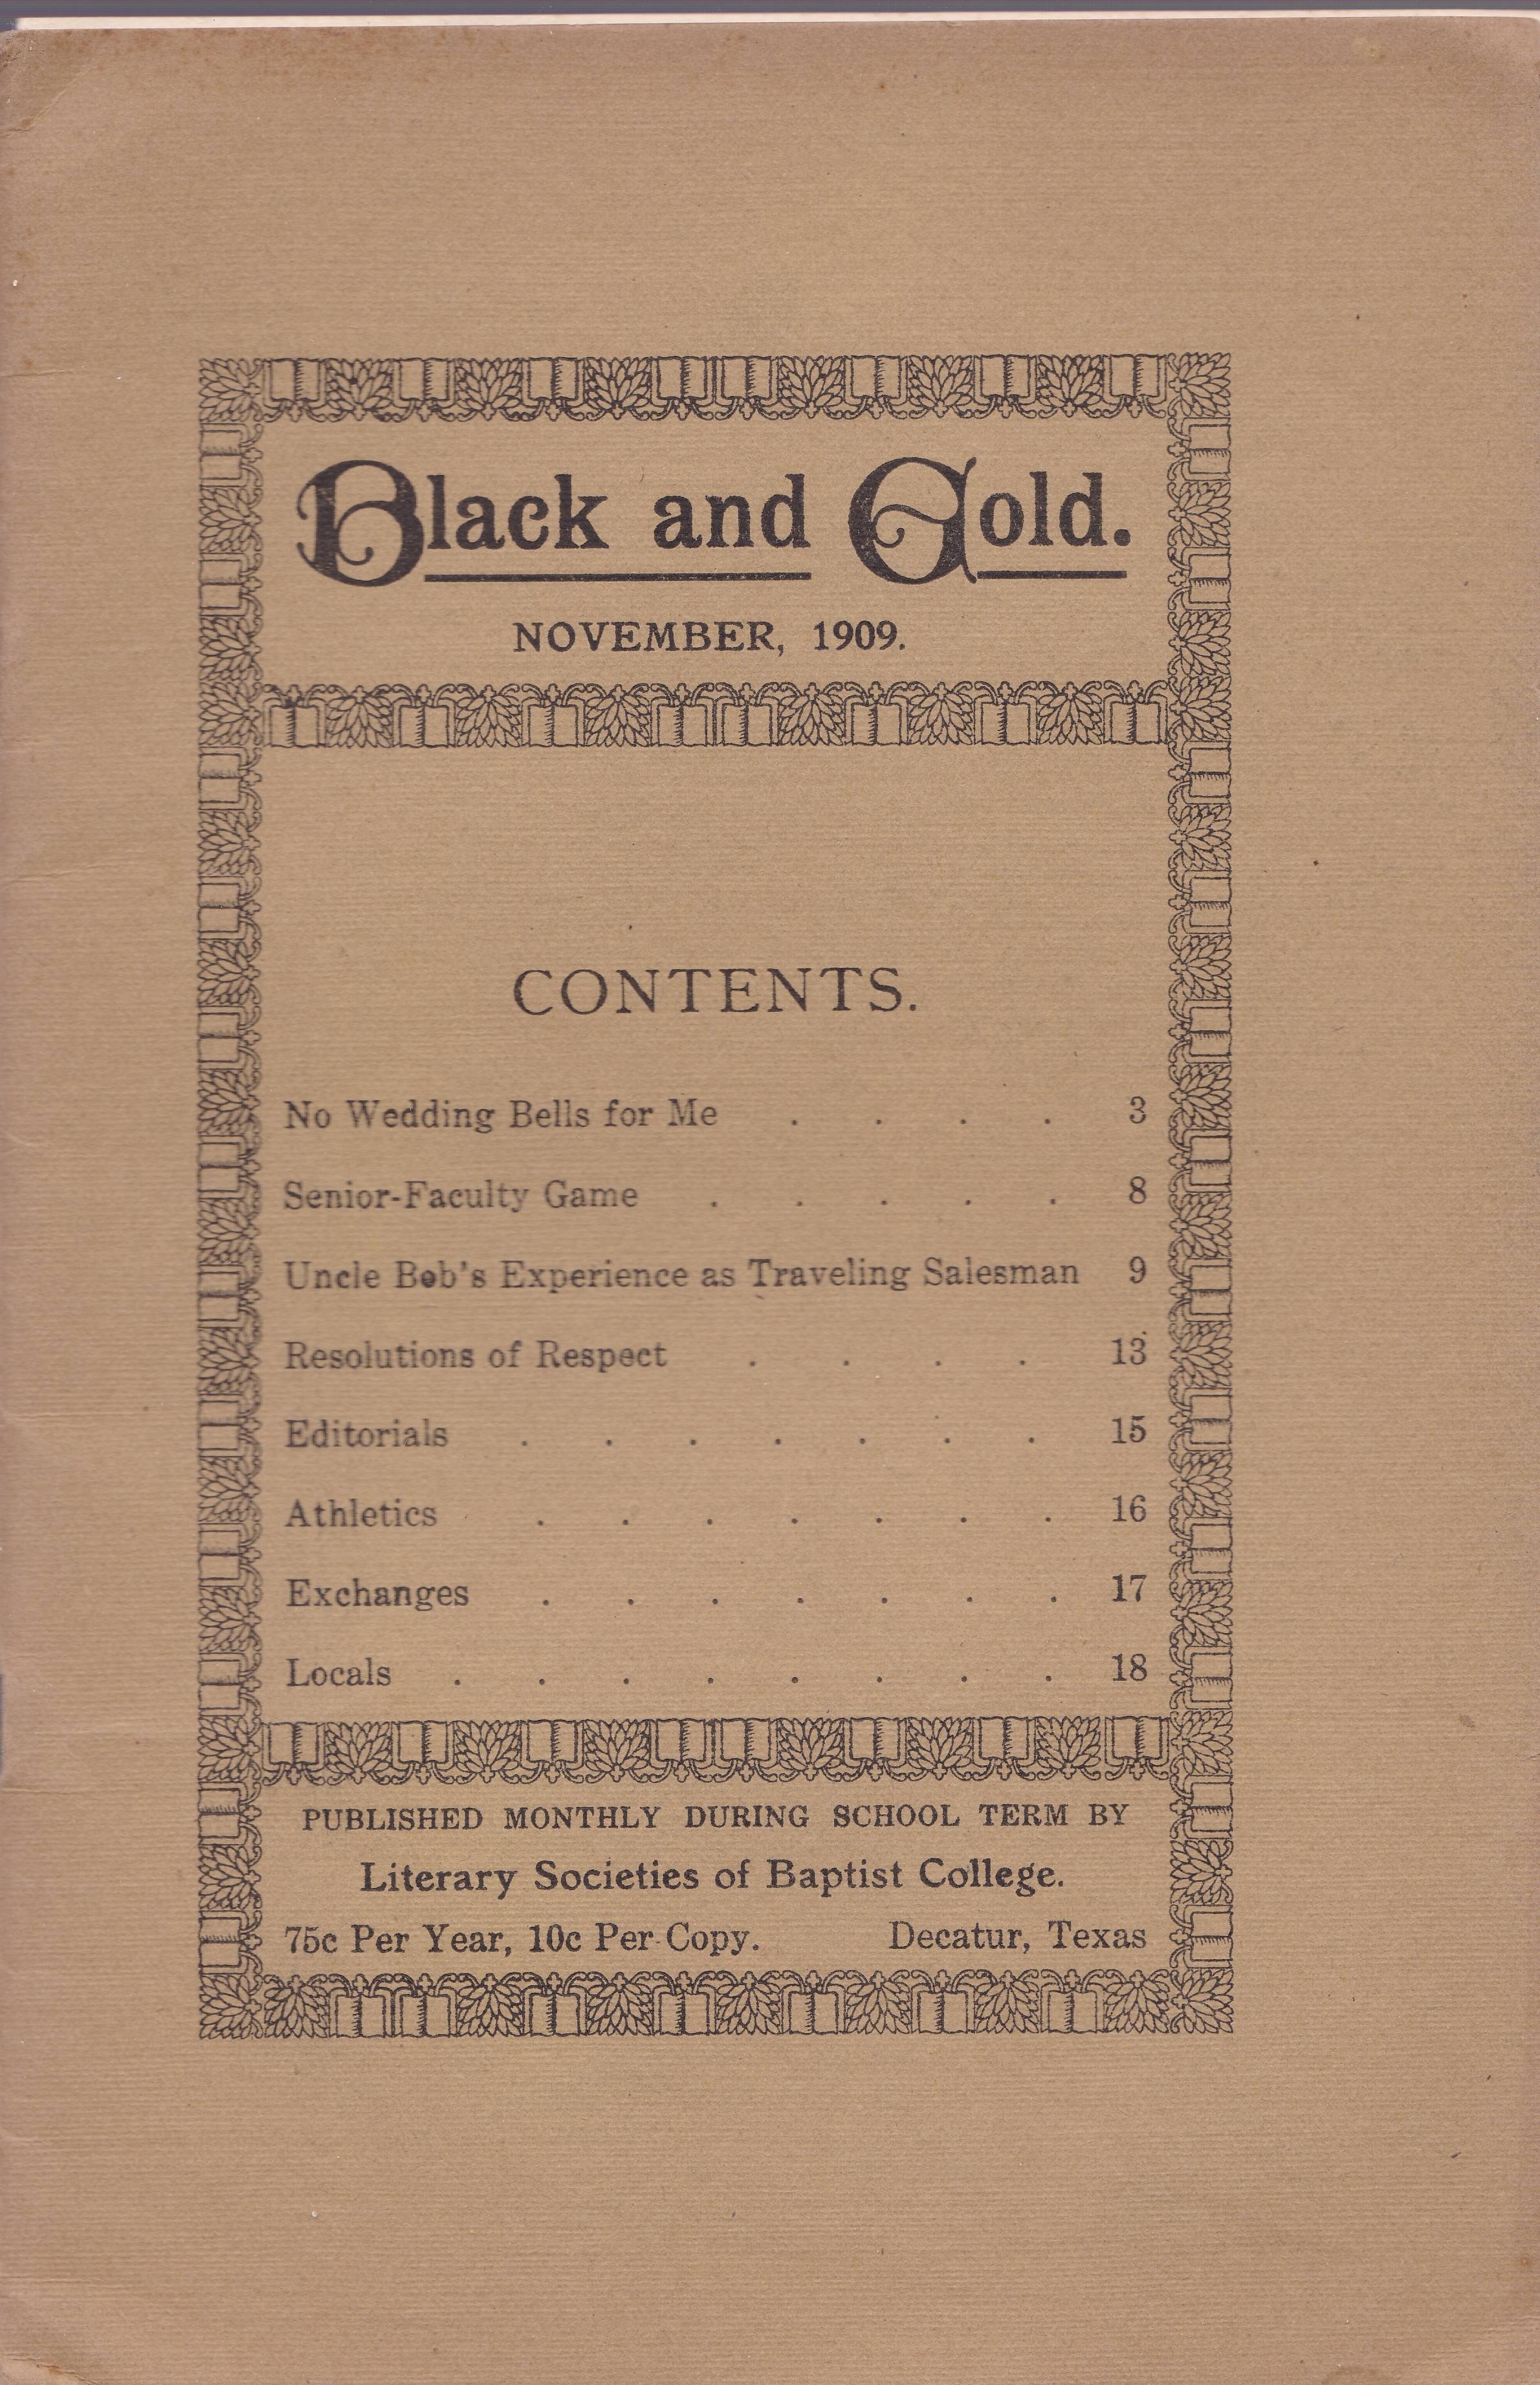 Black and Gold.
NOVEMBER, 1909.
CONTENTS.
No Wedding Bells for Me . . . . 3
Senior-Faculty Game . . . . . 8
Uncle Bob's Experience as Traveling Salesman 9
Resolutions of Respect . . . . 13
Editorials . . . . . . . 15
Athletics . . . . . . . 16
Exchanges . . . . . . . 17
Locals . . . . . . . . 18
PUBLISHED MONTHLY DURING SCHOOL TERM BY
Literary Societies of Baptist College.
75c Per Year, 10c Per Copy. Decatur, Texas